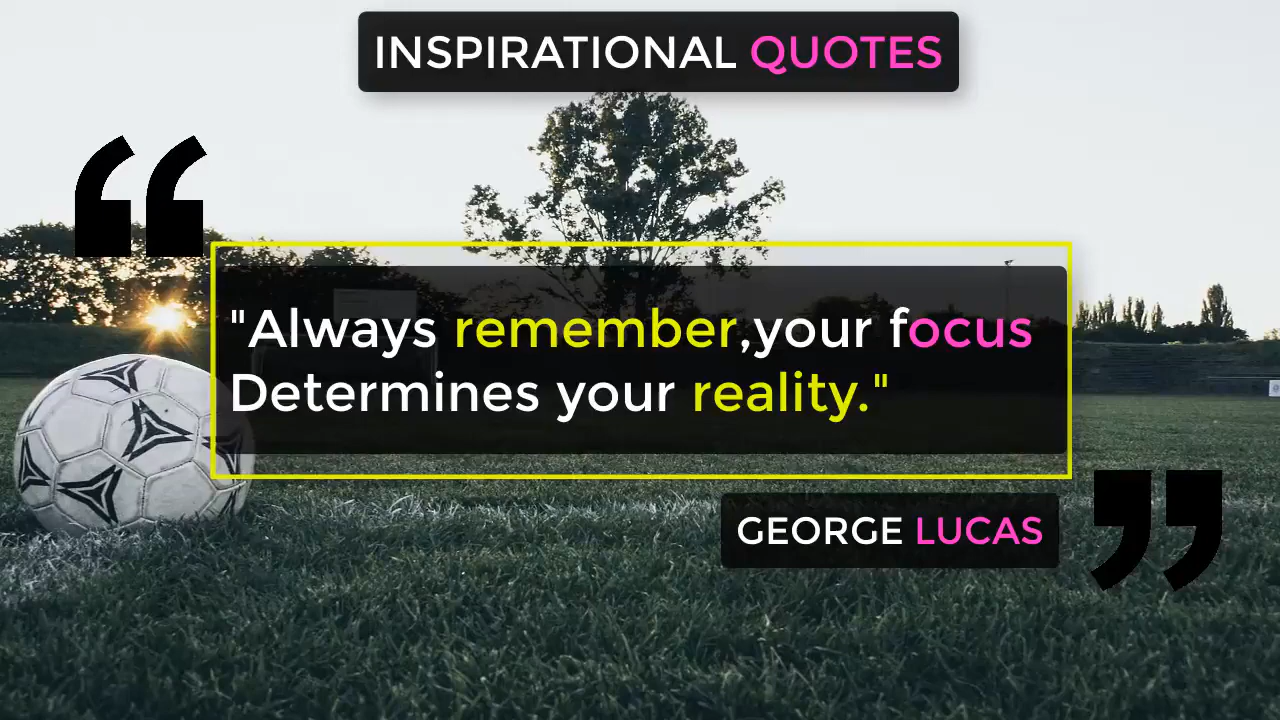 INSPIRATIONAL QUOTES
"Always remember,your focus
Determines your reality."
GEORGE LUCAS